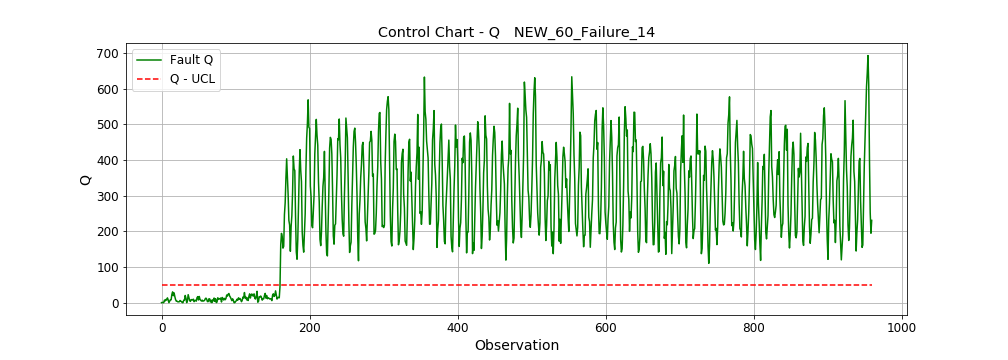 Control Chart - Q   NEW_60_Failure_14
Fault Q
Q - UCL
Q
700
600
500
400
300
200
100
0
0 200 400 600 800 1000
Observation